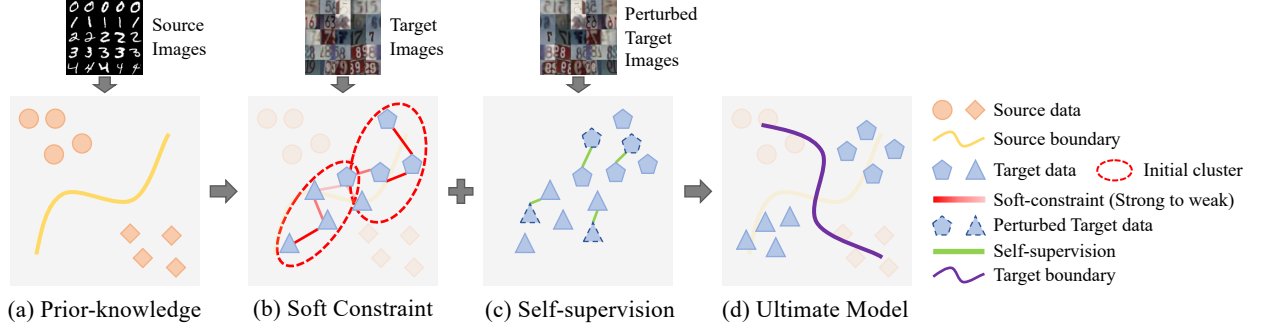 Source
Images
Target
Images
Perturbed
Target
Images
(a) Prior-knowledge
(b) Soft Constraint
(c) Self-supervision
(d) Ultimate Model
Source data
Source boundary
Target data
Initial cluster
Soft-constraint (Strong to weak)
Perturbed Target data
Self-supervision
Target boundary